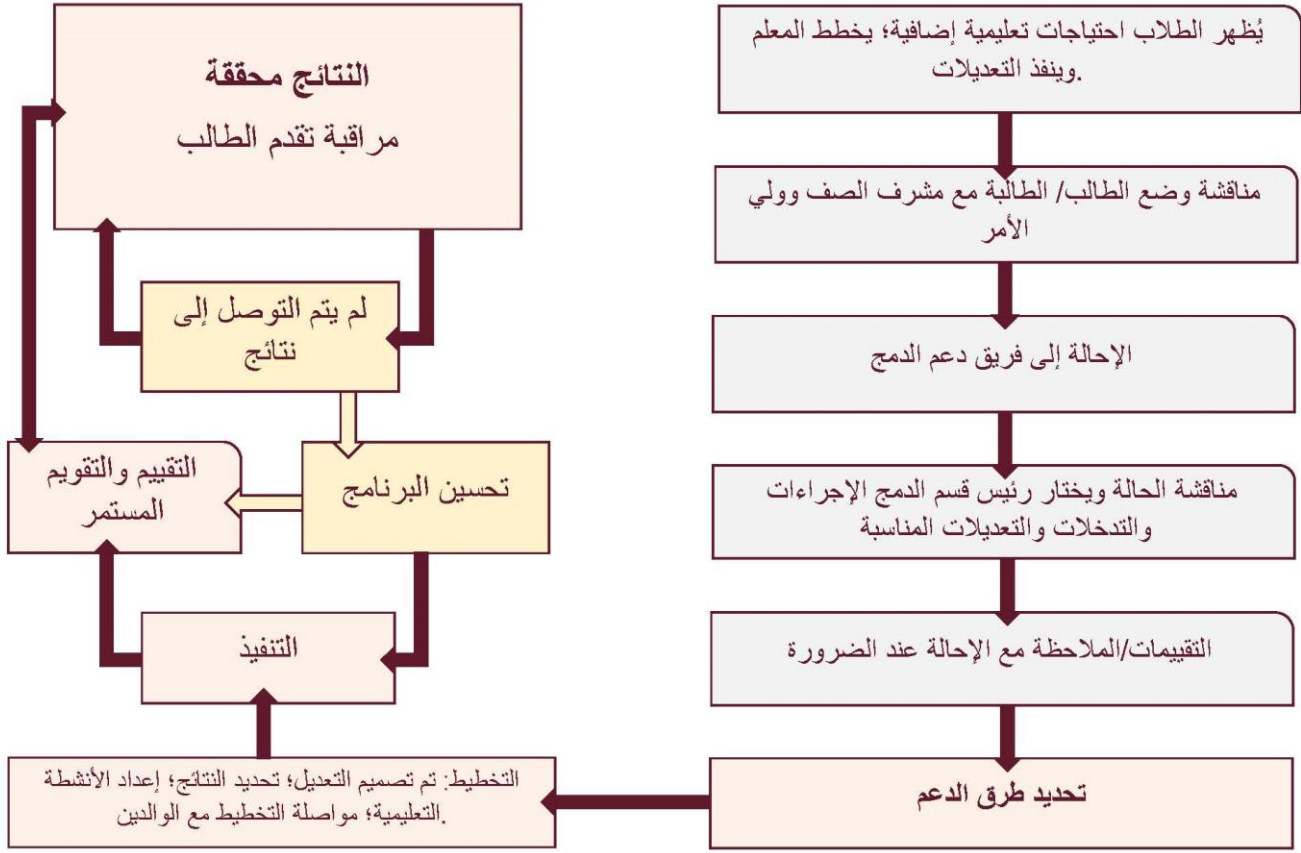 يُظهر الطلاب احتياجات تعليمية إضافية؛ يخطط المعلم
وينفذ التعديلات.
مناقشة وضع الطالب/ الطالبة مع مشرف الصف وولي
الأمر
الإحالة إلى فريق دعم الدمج
مناقشة الحالة ويختار رئيس قسم الدمج الإجراءات
والتدخلات والتعديلات المناسبة
التقييمات/الملاحظة مع الإحالة عند الضرورة
تحديد طرق الدعم
التخطيط: تم تصميم التعديل؛ تحديد النتائج؛ إعداد الأنشطة
التعليمية؛ مواصلة التخطيط مع الوالدين.
التنفيذ
التقييم والتقويم
المستمر
تحسين البرنامج
لم يتم التوصل إلى
نتائج
النتائج محققة
مراقبة تقدم الطالب